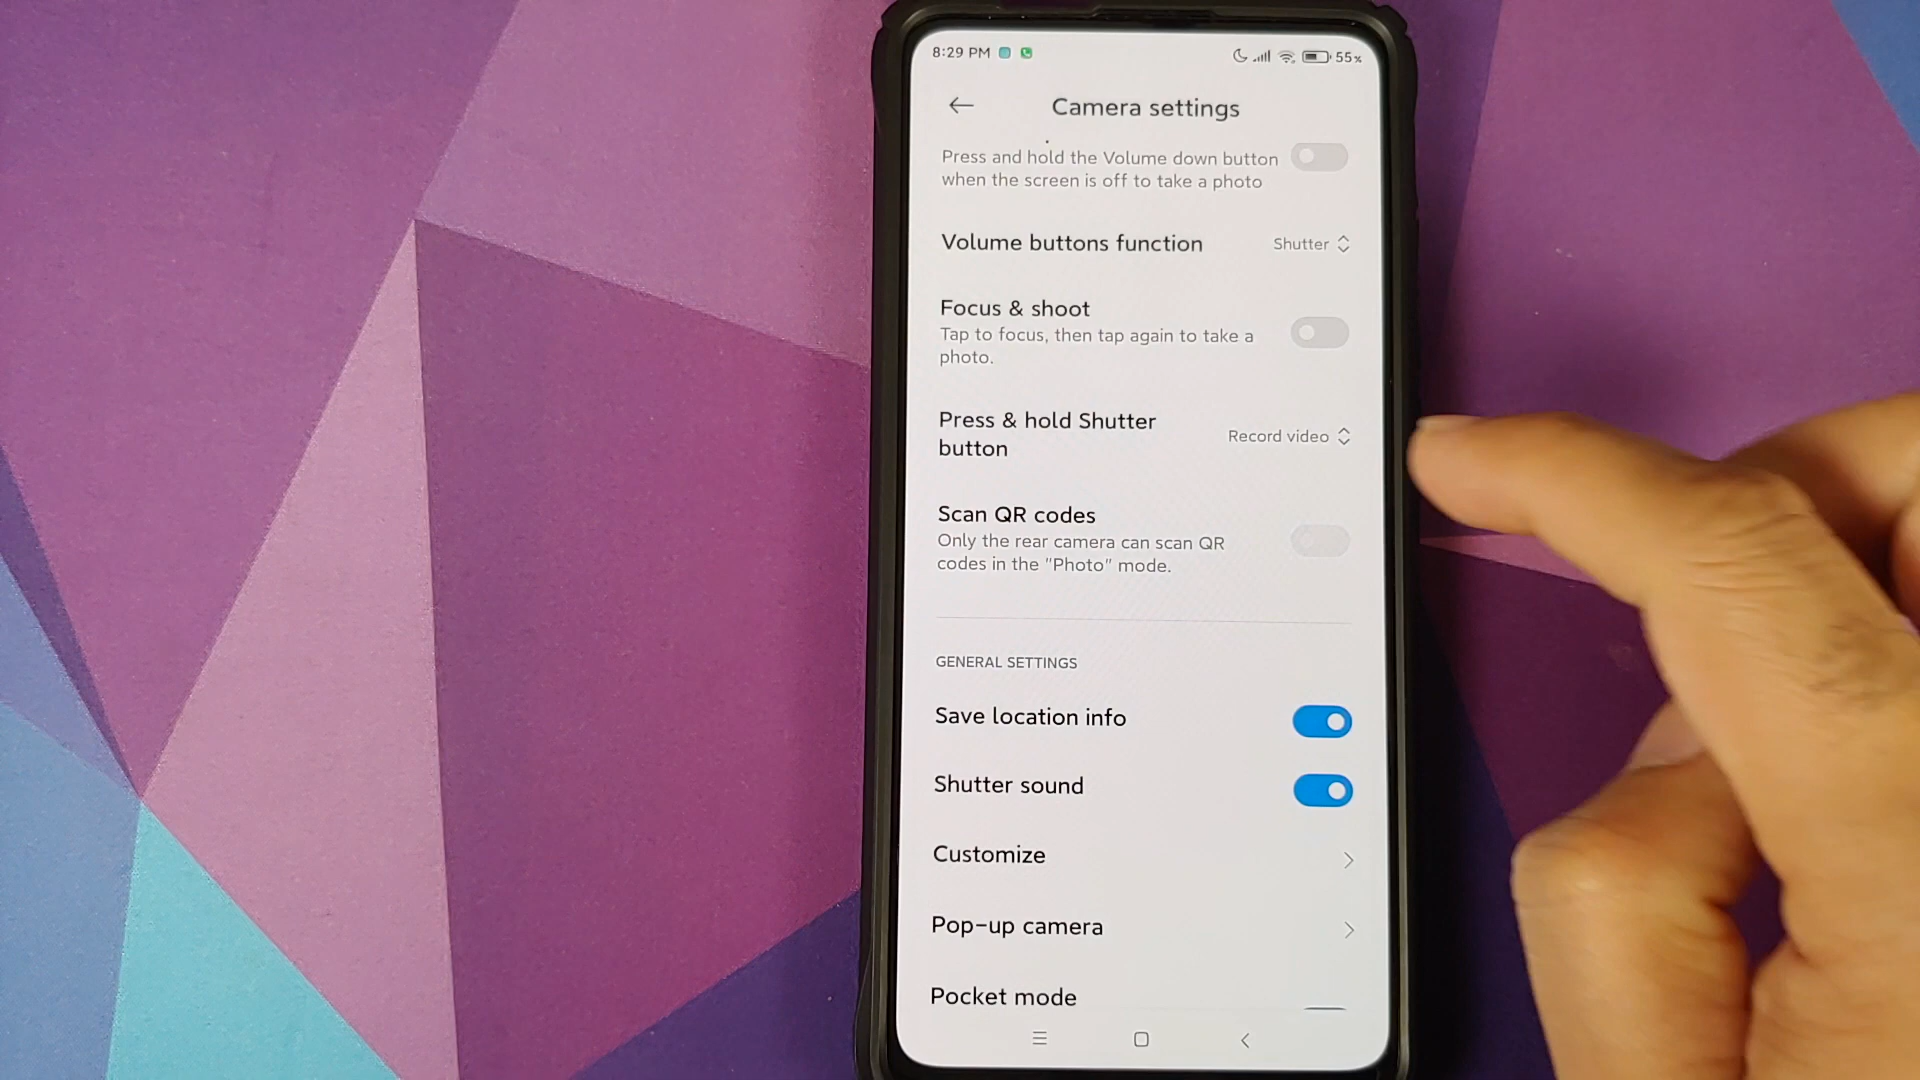 8:29 PM
55%
Camera settings
Press and hold the Volume down button
when the screen is off to take a photo
Volume buttons function
Shutter
Focus & shoot
Tap to focus, then tap again to take a
photo.
Press & hold Shutter
button
Record video
Scan QR codes
Only the rear camera can scan QR
codes in the "Photo" mode.
GENERAL SETTINGS
Save location info
Shutter sound
Customize
Pop-up camera
Pocket mode